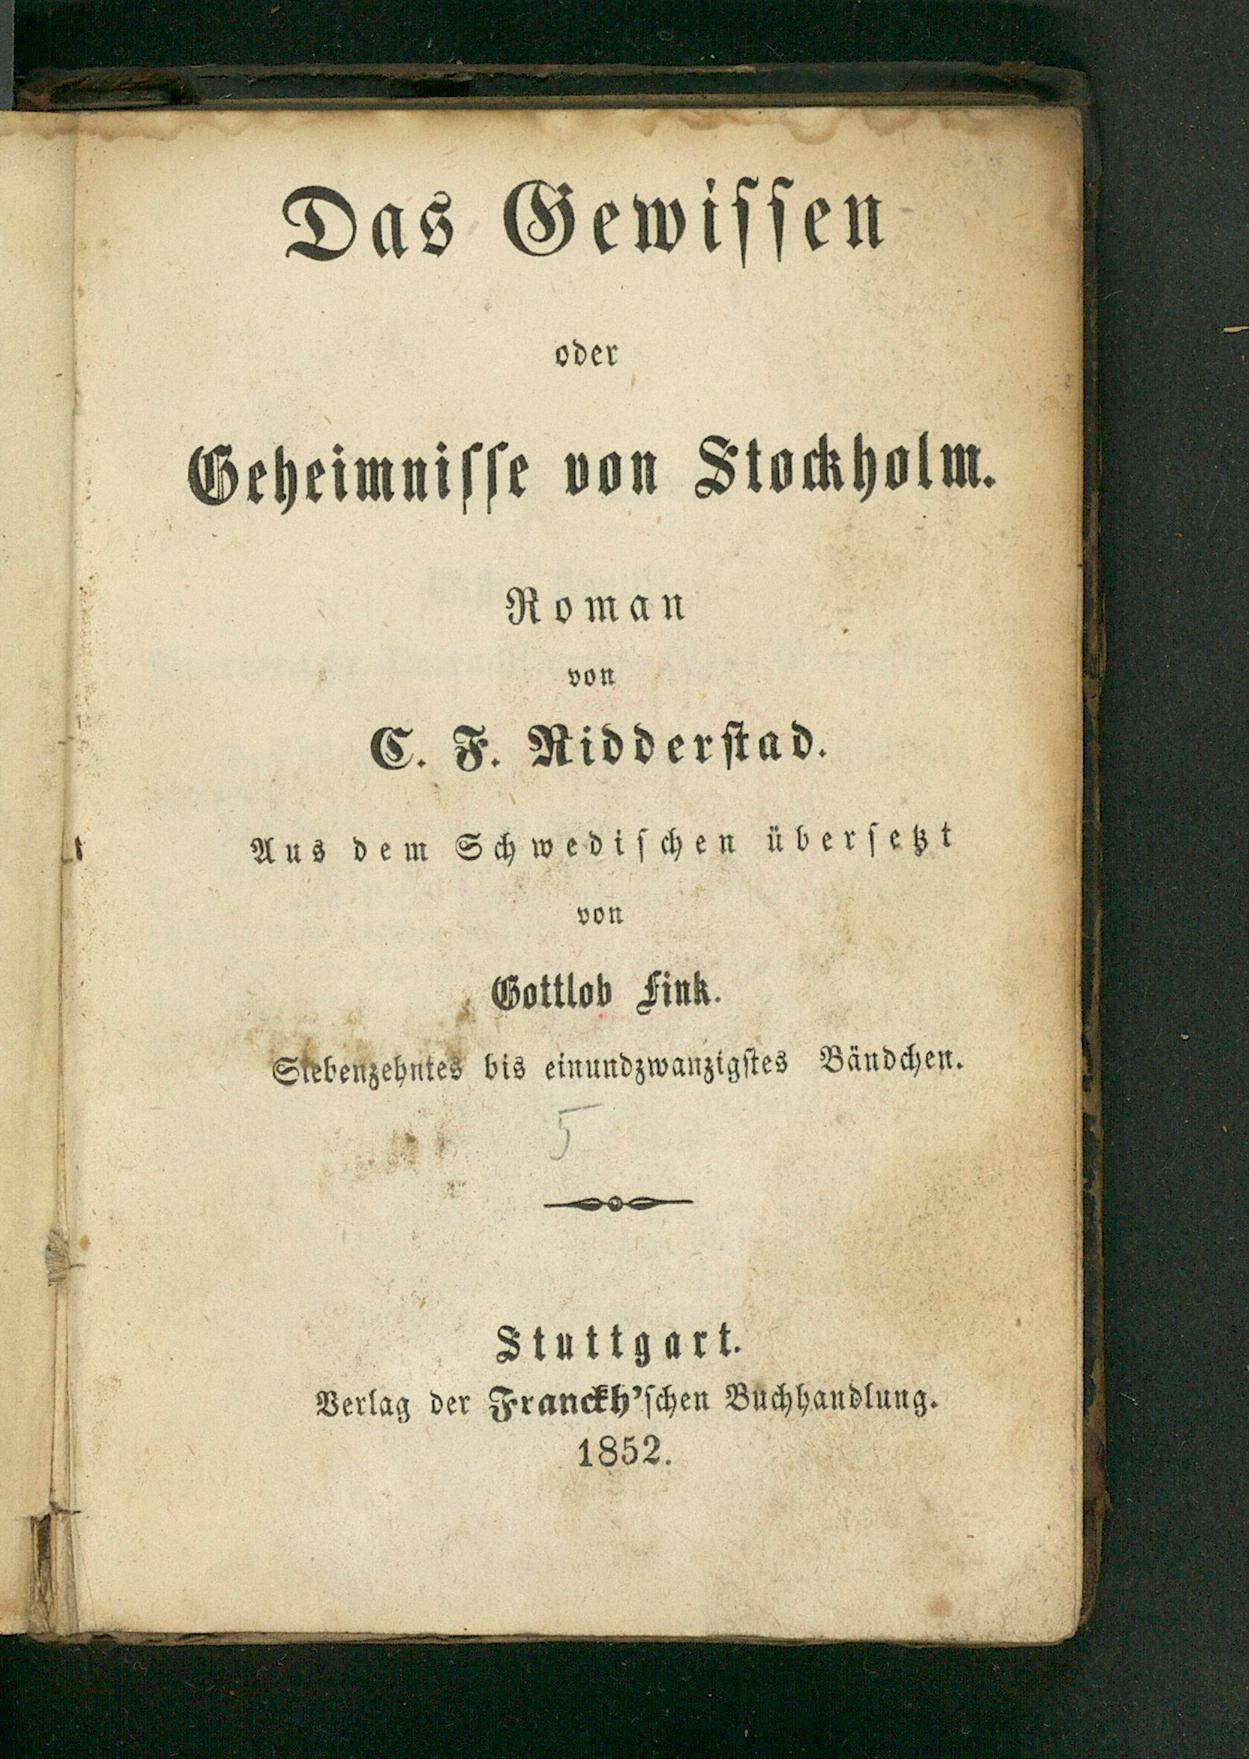 Das Gewissen
oder
Geheimnisse von Stockholm.
Roman
von
C. F. Ridderstad.
Aus dem Schwedischen übersetzt
von
Gottlob Fink.
Siebenzehntes bis einundzwanzigstes Bändchen.
5
Stuttgart.
Verlag der Franckh'schen Buchhandlung.
1852.